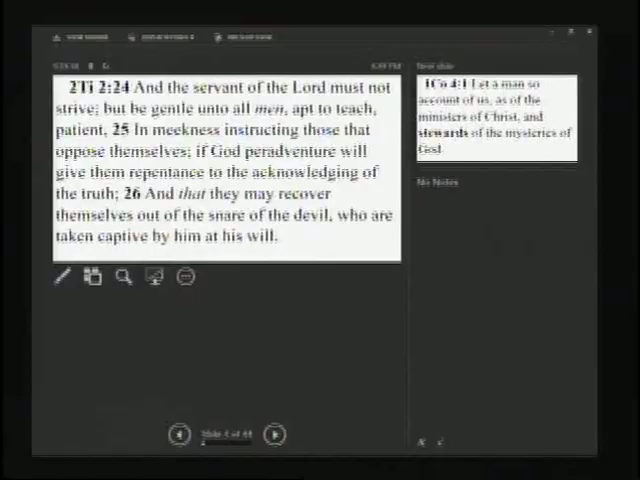 2Ti 2:24 And the servant of the Lord must not
strive; but be gentle unto all men, apt to teach,
patient, 25 In meekness instructing those that
oppose themselves; if God peradventure will
give them repentance to the acknowledging of
the truth; 26 And that they may recover
themselves out of the snare of the devil, who are
taken captive by him at his will.
Next slide
1Co 4:1 Let a man so
account of us, as of the
ministers of Christ, and
stewards of the mysteries of
God.
No Notes